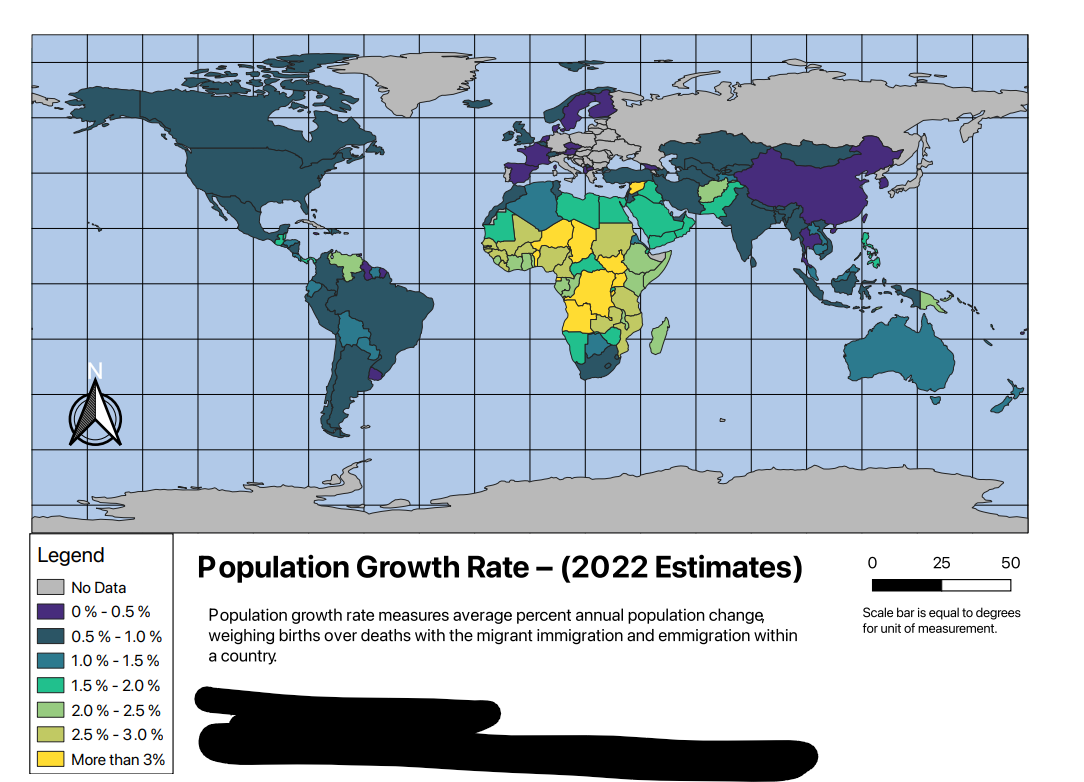 N
Legend
No Data
0 % - 0.5 %
0.5 % - 1.0 %
1.0 % - 1.5 %
1.5 % - 2.0 %
2.0 % - 2.5 %
2.5 % - 3.0 %
More than 3%
Population Growth Rate – (2022 Estimates)
Population growth rate measures average percent annual population change,
weighing births over deaths with the migrant immigration and emmigration within
a country.
0 25 50
Scale bar is equal to degrees
for unit of measurement.